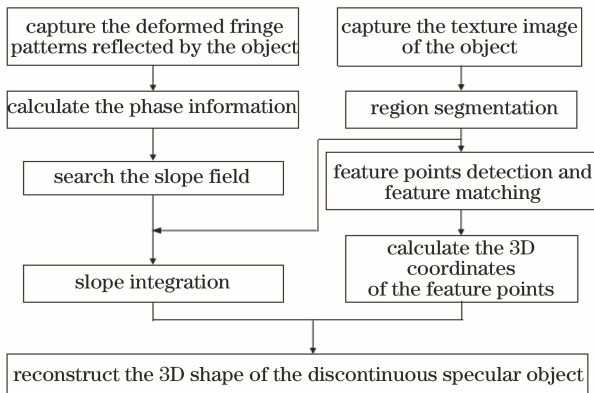 capture the deformed fringe
patterns reflected by the object
calculate the phase information
search the slope field
slope integration
capture the texture image
of the object
region segmentation
feature points detection and
feature matching
calculate the 3D
coordinates
of the feature points
reconstruct the 3D shape of the discontinuous specular object